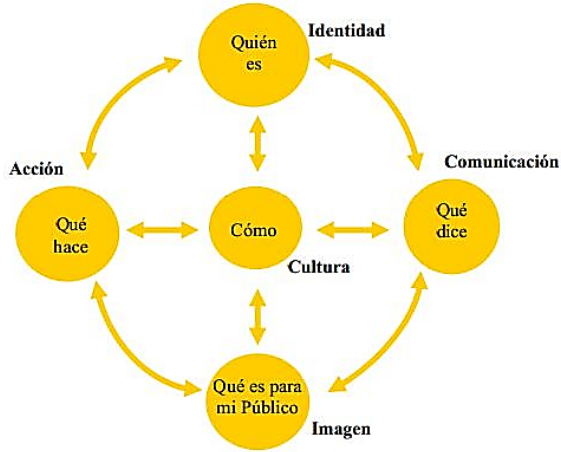 Identidad
Quién
es
Acción
Comunicación
Qué
hace
Cómo
Qué
dice
Cultura
Qué es para
mi Público
Imagen